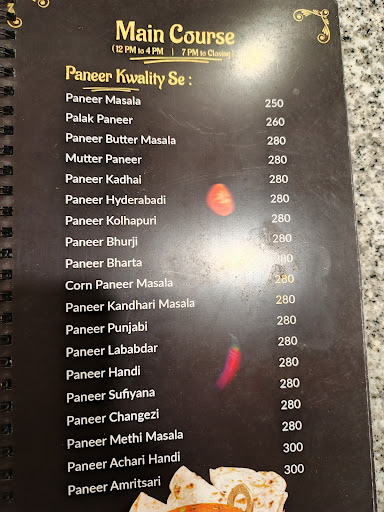 Main Course
( 12 PM to 4 PM | 7 PM to Closing )
Paneer Kwality Se :
Paneer Masala 250
Palak Paneer 260
Paneer Butter Masala 280
Mutter Paneer 280
Paneer Kadhai 280
Paneer Hyderabadi 280
Paneer Kolhapuri 280
Paneer Bhurji 280
Paneer Bharta 280
Corn Paneer Masala 280
Paneer Kandhari Masala 280
Paneer Punjabi 280
Paneer Lababdar 280
Paneer Handi 280
Paneer Sufiyana 280
Paneer Changezi 280
Paneer Methi Masala 280
Paneer Achari Handi 300
Paneer Amritsari 300